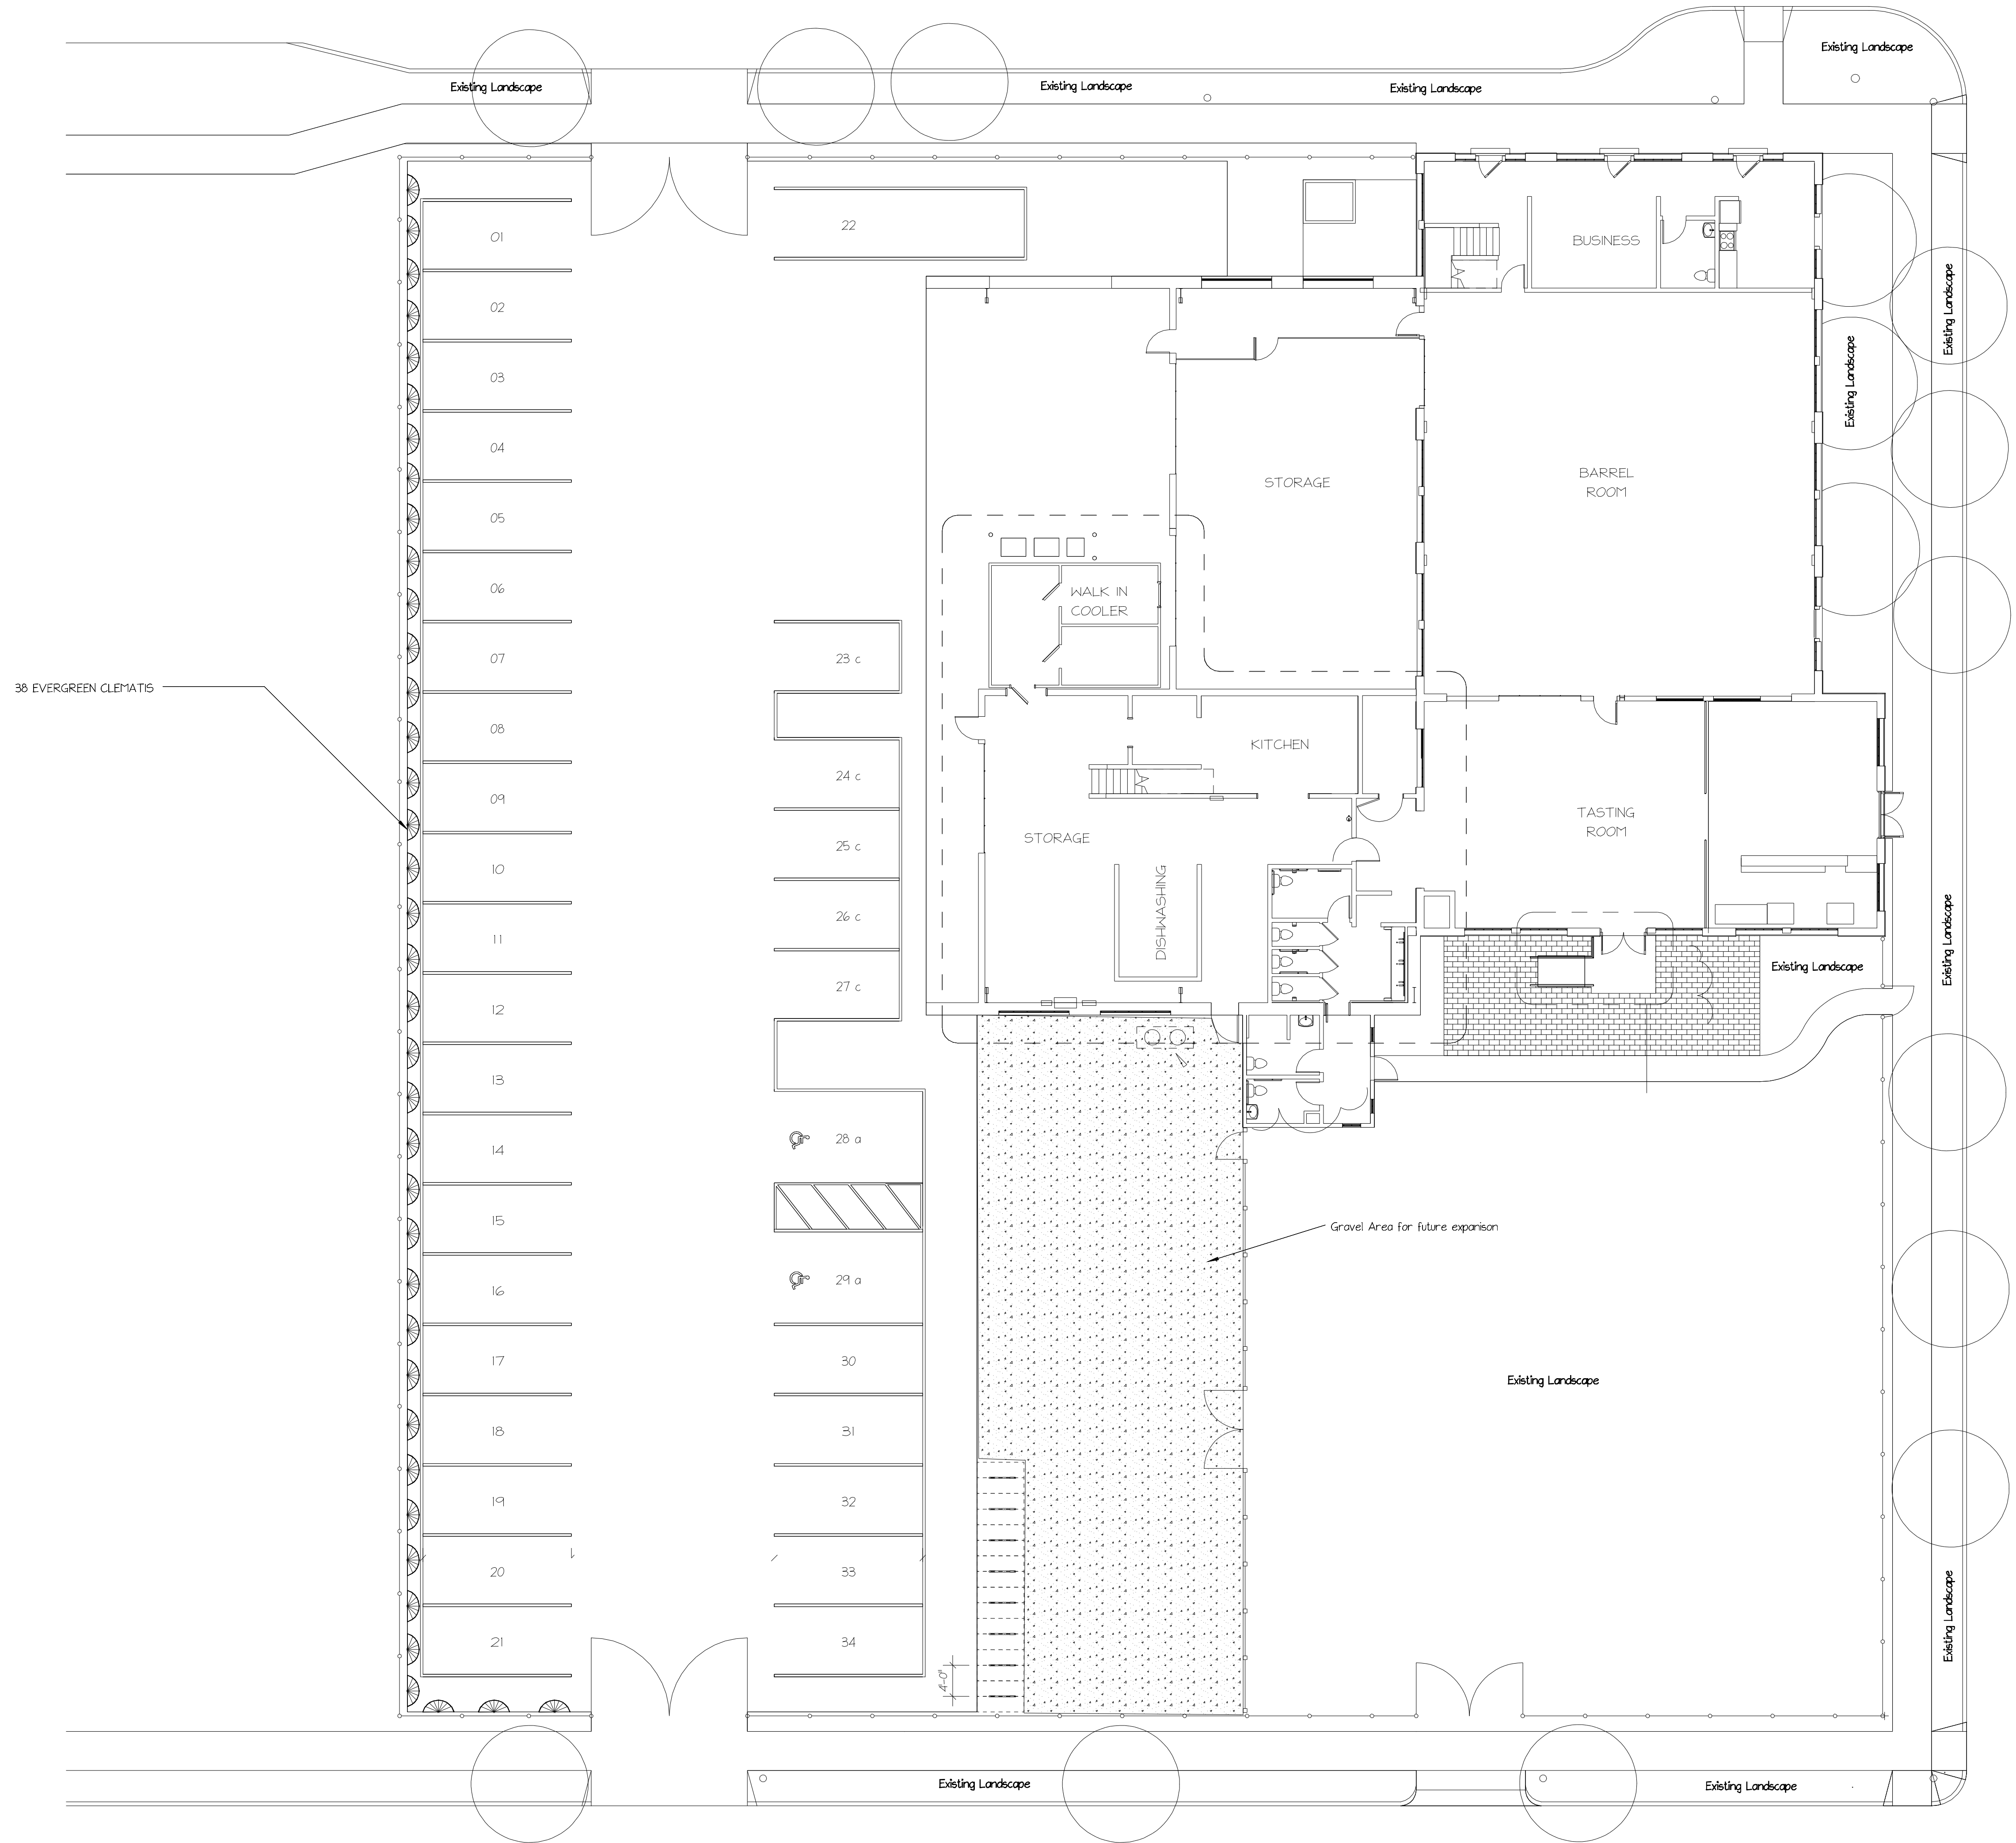 Existing Landscape
Existing Landscape
Existing Landscape
Existing Landscape
22
01
BUSINESS
02
Existing Landscape
Existing Landscape
03
04
STORAGE
BARREL
ROOM
05
06
WALK IN
COOLER
07
23 c
38 EVERGREEN CLEMATIS
08
KITCHEN
24 c
09
TASTING
ROOM
STORAGE
25 c
10
DISHWASHING
26 c
11
Existing Landscape
Existing Landscape
27 c
12
13
28 a
14
15
Gravel Area for future expanison
29 a
16
17
30
Existing Landscape
18
31
19
32
20
33
Existing Landscape
21
34
4'-0"
Existing Landscape
Existing Landscape